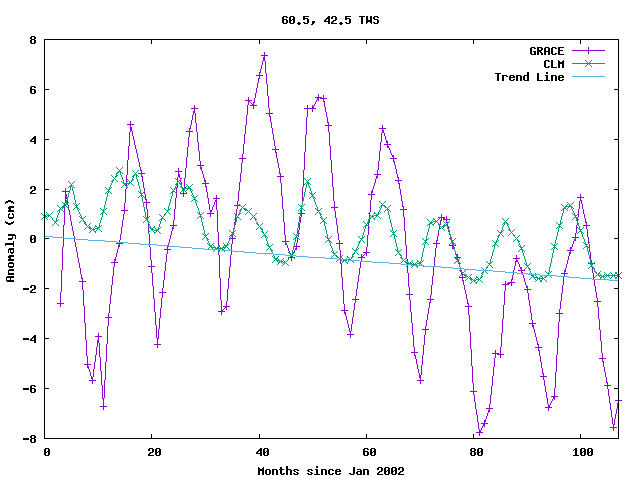 60.5, 42.5 TWS
GRACE
CLM
Trend Line
8
6
4
2
0
-2
-4
-6
-8
Anomaly (cm)
0 20 40 60 80 100
Months since Jan 2002